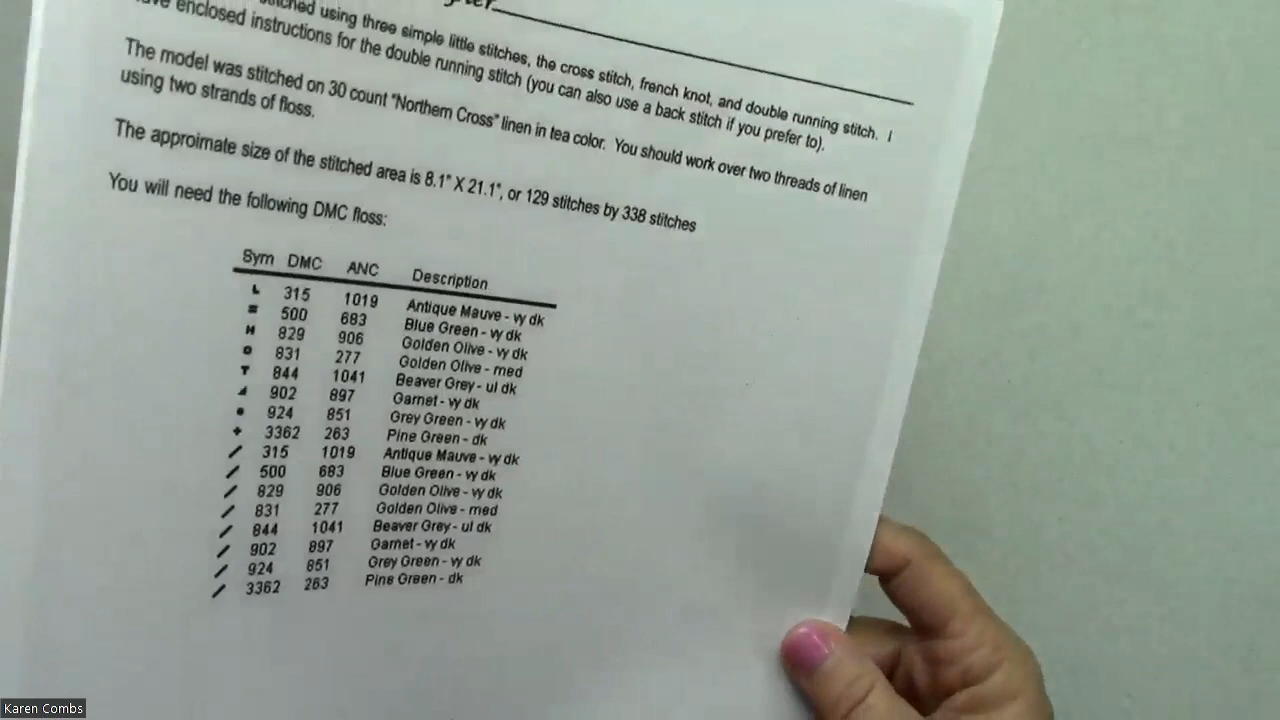 stitched using three simple little stitches, the cross stitch, french knot, and double running stitch. I
have enclosed instructions for the double running stitch (you can also use a back stitch if you prefer to).
The model was stitched on 30 count "Northern Cross" linen in tea color. You should work over two threads of linen
using two strands of floss.
The approimate size of the stitched area is 8.1" X 21.1", or 129 stitches by 338 stitches
You will need the following DMC floss:
Sym DMC ANC Description
L 315 1019 Antique Mauve - vy dk
= 500 683 Blue Green - vy dk
H 829 906 Golden Olive - vy dk
o 831 277 Golden Olive - med
T 844 1041 Beaver Grey - ul dk
◢ 902 897 Garnet - vy dk
● 924 851 Grey Green - vy dk
+ 3362 263 Pine Green - dk
/ 315 1019 Antique Mauve - vy dk
/ 500 683 Blue Green - vy dk
/ 829 906 Golden Olive - vy dk
/ 831 277 Golden Olive - med
/ 844 1041 Beaver Grey - ul dk
/ 902 897 Garnet - vy dk
/ 924 851 Grey Green - vy dk
/ 3362 263 Pine Green - dk
Karen Combs